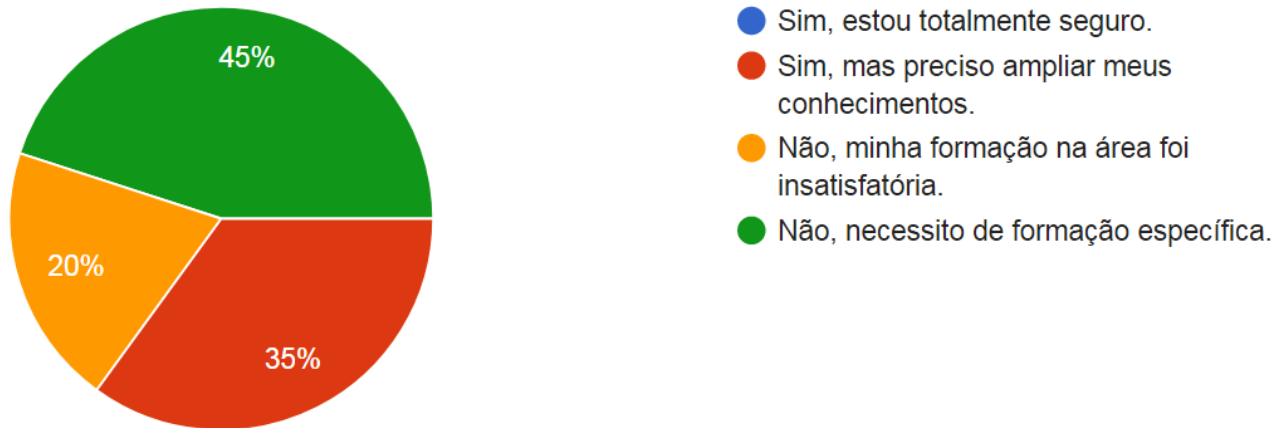 45%
20%
35%
Sim, estou totalmente seguro.
Sim, mas preciso ampliar meus
conhecimentos.
Não, minha formação na área foi
insatisfatória.
Não, necessito de formação específica.